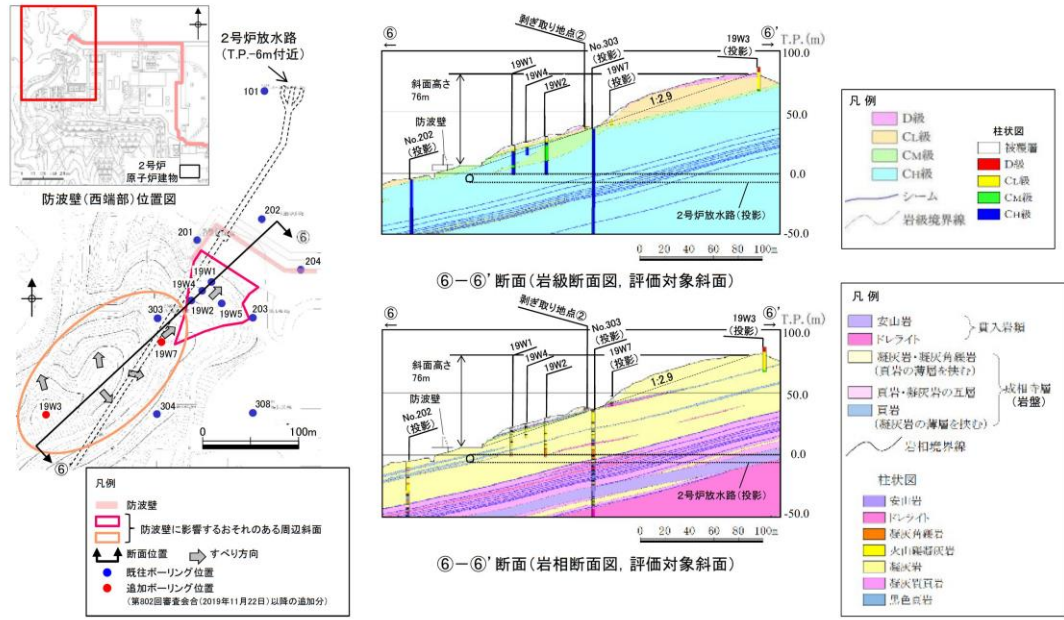 2号炉
原子炉建物
防波壁(西端部)位置図
2号炉放水路
(T.P.-6m付近)
101
202
201
204
⑥
19W1
19W4
19W2
19W5
203
303
19W7
19W3
304
308
⑥
0
100m
凡例
防波壁
防波壁に影響するおそれのある周辺斜面
断面位置
すべり方向
既往ボーリング位置
追加ボーリング位置
(第802回審査会合(2019年11月22日)以降の追加分)
⑥
剥ぎ取り地点②
No.303
(投影)
19W7
(投影)
19W3
(投影)
⑥'
T.P.(m)
100.0
50.0
0.0
-50.0
19W1
19W4
19W2
斜面高さ
76m
防波壁
No.202
(投影)
1:2.9
2号炉放水路(投影)
0 20 40 60 80 100m
⑥-⑥'断面(岩級断面図,評価対象斜面)
⑥
剥ぎ取り地点②
No.303
(投影)
19W7
(投影)
19W3
(投影)
⑥'
T.P.(m)
100.0
50.0
0.0
-50.0
19W1
19W4
19W2
斜面高さ
76m
防波壁
No.202
(投影)
1:2.9
2号炉放水路(投影)
0 20 40 60 80 100m
⑥-⑥'断面(岩相断面図,評価対象斜面)
凡例
D級
CL級
CM級
CH級
シーム
岩級境界線
柱状図
被覆層
D級
CL級
CM級
CH級
凡例
安山岩
ドレライト
貫入岩類
凝灰岩・凝灰角礫岩
(頁岩の薄層を挟む)
頁岩・凝灰岩の互層
頁岩
(凝灰岩の薄層を挟む)
成相寺層
(岩盤)
岩相境界線
柱状図
安山岩
ドレライト
凝灰角礫岩
火山礫凝灰岩
凝灰岩
凝灰質頁岩
黒色頁岩